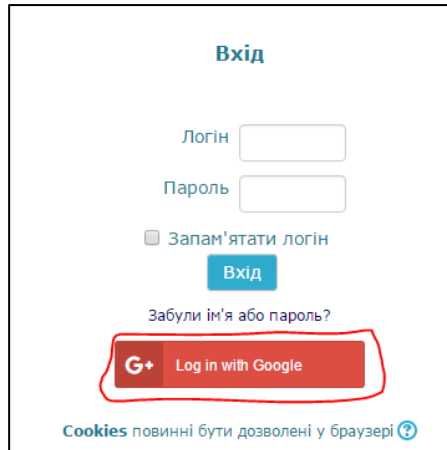 Вхід
Логін
Пароль
Запам'ятати логін
Вхід
Забули ім'я або пароль?
G+ Log in with Google
Cookies повинні бути дозволені у браузері ?